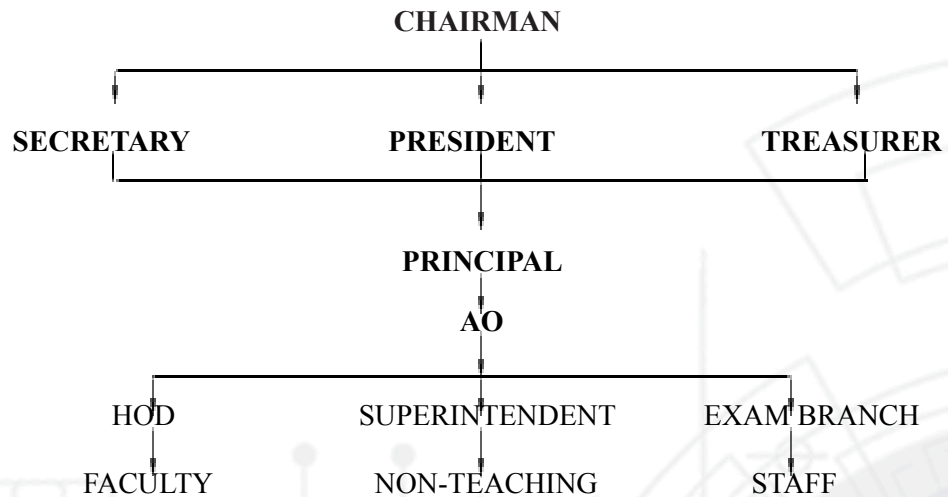 CHAIRMAN
SECRETARY PRESIDENT TREASURER
PRINCIPAL
AO
HOD SUPERINTENDENT EXAM BRANCH
FACULTY NON-TEACHING STAFF